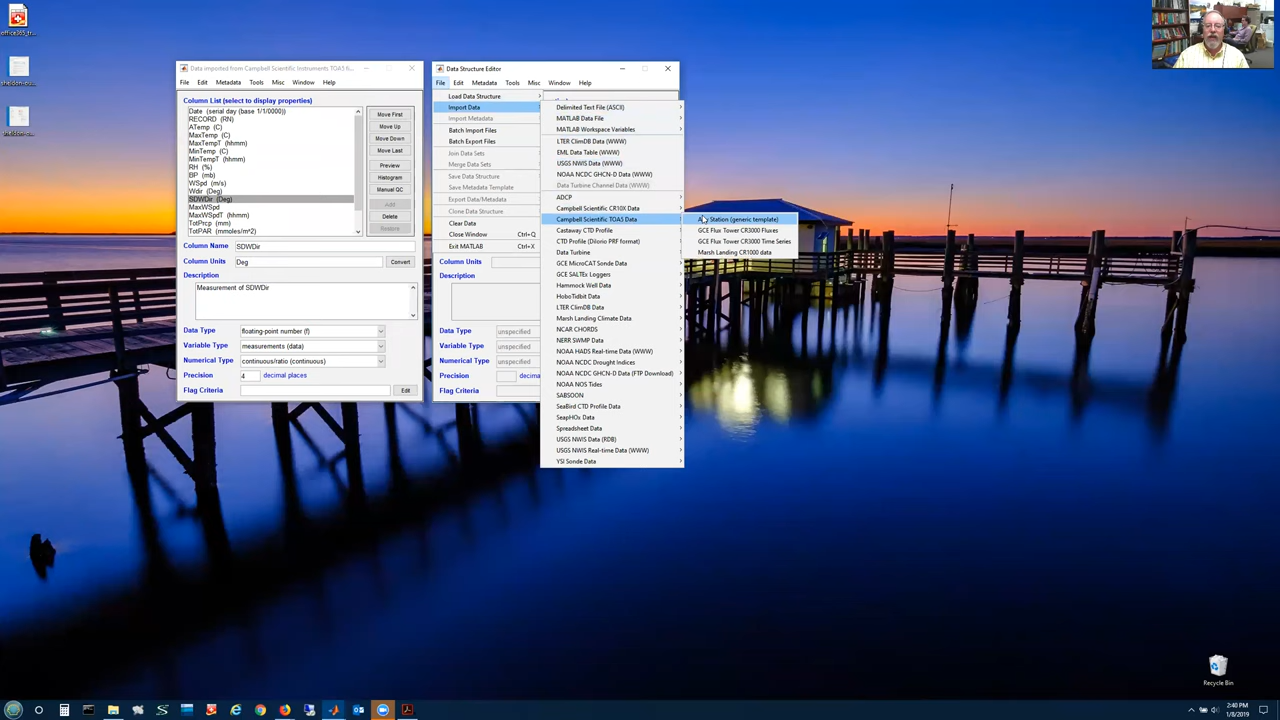 office365_tr...
thesbsn-cs...
Data imported from Campbell Scientific Instruments TOA5 fi...
File Edit Metadata Tools Misc Window Help
Column List (select to display properties)
Date (serial day (base 1/1/0000))
RECORD (RN)
ATemp (C)
MaxTemp (C)
MaxTempT (hhmm)
MinTemp (C)
MinTempT (hhmm)
RH (%)
BP (mb)
WSpd (m/s)
Wdir (Deg)
SDWDir (Deg)
MaxWSpd
MaxWSpdT (hhmm)
TotPrcp (mm)
TotPAR (mmoles/m^2)
Move First
Move Up
Move Down
Move Last
Preview
Histogram
Manual QC
Add
Delete
Restore
Column Name SDWDir
Column Units Deg Convert
Description
Measurement of SDWDir
Data Type floating-point number (f)
Variable Type measurements (data)
Numerical Type continuous/ratio (continuous)
Precision 4 decimal places
Flag Criteria Edit
Data Structure Editor
File Edit Metadata Tools Misc Window Help
Load Data Structure
Import Data
Import Metadata
Batch Import Files
Batch Export Files
Join Data Sets
Merge Data Sets
Save Data Structure
Save Metadata Template
Export Data/Metadata
Clone Data Structure
Clear Data
Close Window Ctrl+Q
Exit MATLAB Ctrl+X
Column Units
Description
Data Type unspecified
Variable Type unspecified
Numerical Type unspecified
Precision decima
Flag Criteria
Delimited Text File (ASCII)
MATLAB Data File
MATLAB Workspace Variables
LTER ClimDB Data (WWW)
EML Data Table (WWW)
USGS NWIS Data (WWW)
NOAA NCDC GHCN-D Data (WWW)
Data Turbine Channel Data (WWW)
ADCP
Campbell Scientific CR10X Data
Campbell Scientific TOA5 Data
Castaway CTD Profile
CTD Profile (Dilorio PRF format)
Data Turbine
GCE MicroCAT Sonde Data
GCE SALTEx Loggers
Hammock Well Data
HoboTidbit Data
LTER ClimDB Data
Marsh Landing Climate Data
NCAR CHORDS
NERR SWMP Data
NOAA HADS Real-time Data (WWW)
NOAA NCDC Drought Indices
NOAA NCDC GHCN-D Data (FTP Download)
NOAA NOS Tides
SABSOON
SeaBird CTD Profile Data
SeapHOx Data
Spreadsheet Data
USGS NWIS Data (RDB)
USGS NWIS Real-time Data (WWW)
YSI Sonde Data
Station (generic template)
GCE Flux Tower CR3000 Fluxes
GCE Flux Tower CR3000 Time Series
Marsh Landing CR1000 data
Recycle Bin
2:40 PM
1/8/2019